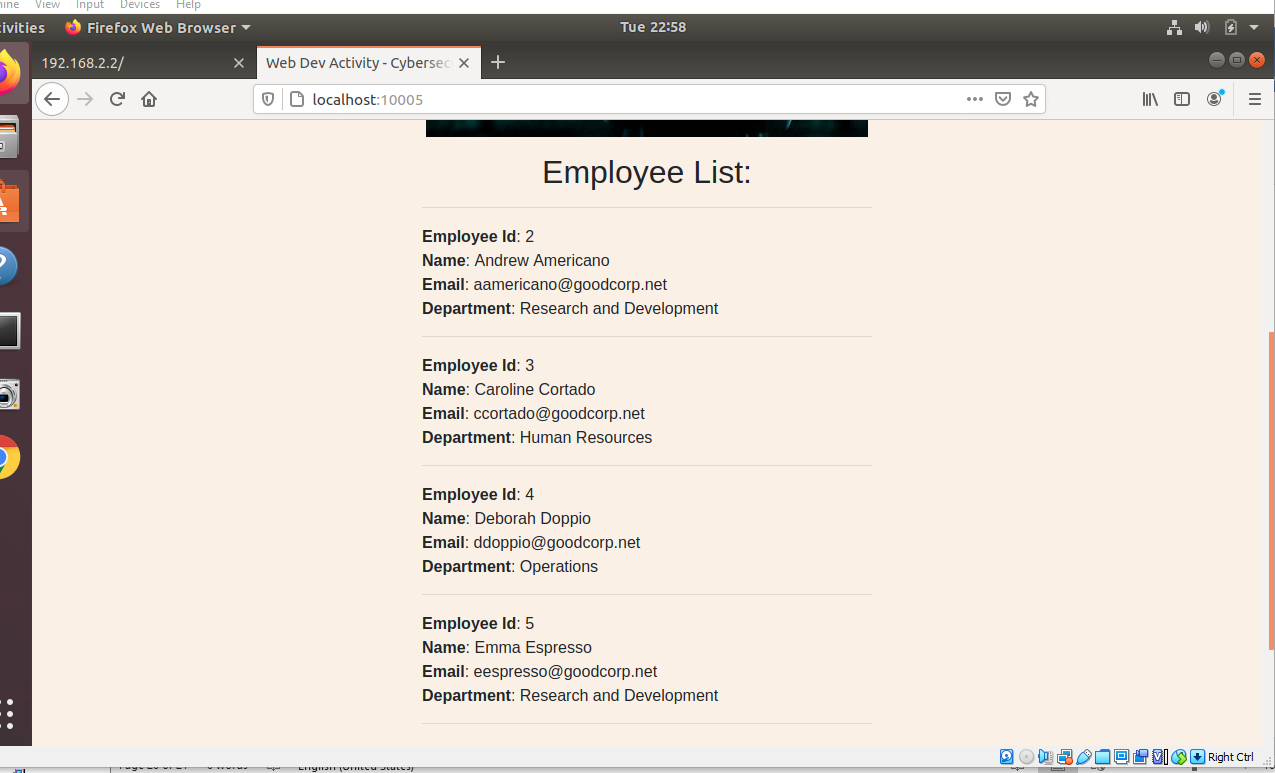 View Input Devices Help
Firefox Web Browser
Tue 22:58
192.168.2.2/
Web Dev Activity - Cybersec
localhost:10005
Employee List:
Employee Id: 2
Name: Andrew Americano
Email: aamericano@goodcorp.net
Department: Research and Development
Employee Id: 3
Name: Caroline Cortado
Email: ccortado@goodcorp.net
Department: Human Resources
Employee Id: 4
Name: Deborah Doppio
Email: ddoppio@goodcorp.net
Department: Operations
Employee Id: 5
Name: Emma Espresso
Email: eespresso@goodcorp.net
Department: Research and Development
Right Ctrl
English (United States)